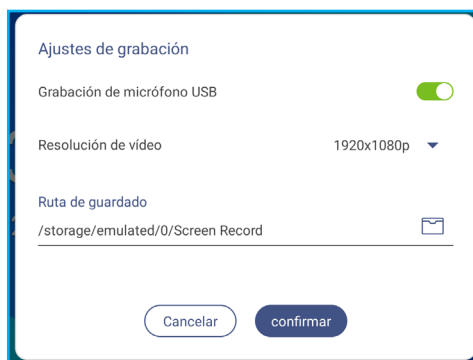 Ajustes de grabación
Grabación de micrófono USB
Resolución de vídeo 1920x1080p
Ruta de guardado
/storage/emulated/0/Screen Record
Cancelar confirmar